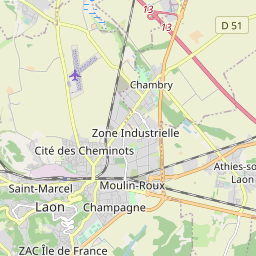 13
13
D 51
Chambry
Zone Industrielle
Cité des Cheminots
Athies-so
Laon
Saint-Marcel
Moulin-Roux
Laon
Champagne
ZAC Île de France